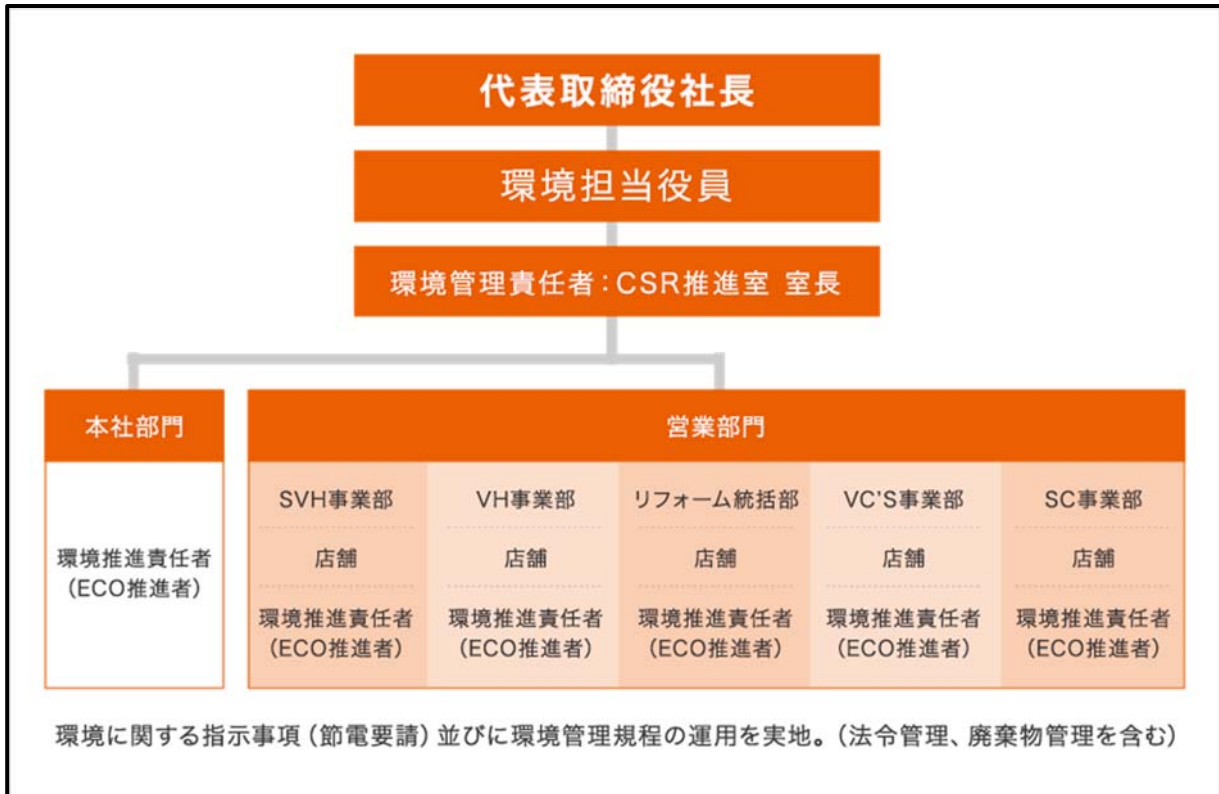 代表取締役社長
環境担当役員
環境管理責任者：CSR推進室 室長
本社部門
環境推進責任者
（ECO推進者）
営業部門
SVH事業部
店舗
環境推進責任者
（ECO推進者）
VH事業部
店舗
環境推進責任者
（ECO推進者）
リフォーム統括部
店舗
環境推進責任者
（ECO推進者）
VC'S事業部
店舗
環境推進責任者
（ECO推進者）
SC事業部
店舗
環境推進責任者
（ECO推進者）
環境に関する指示事項（節電要請）並びに環境管理規程の運用を実地。（法令管理、廃棄物管理を含む）